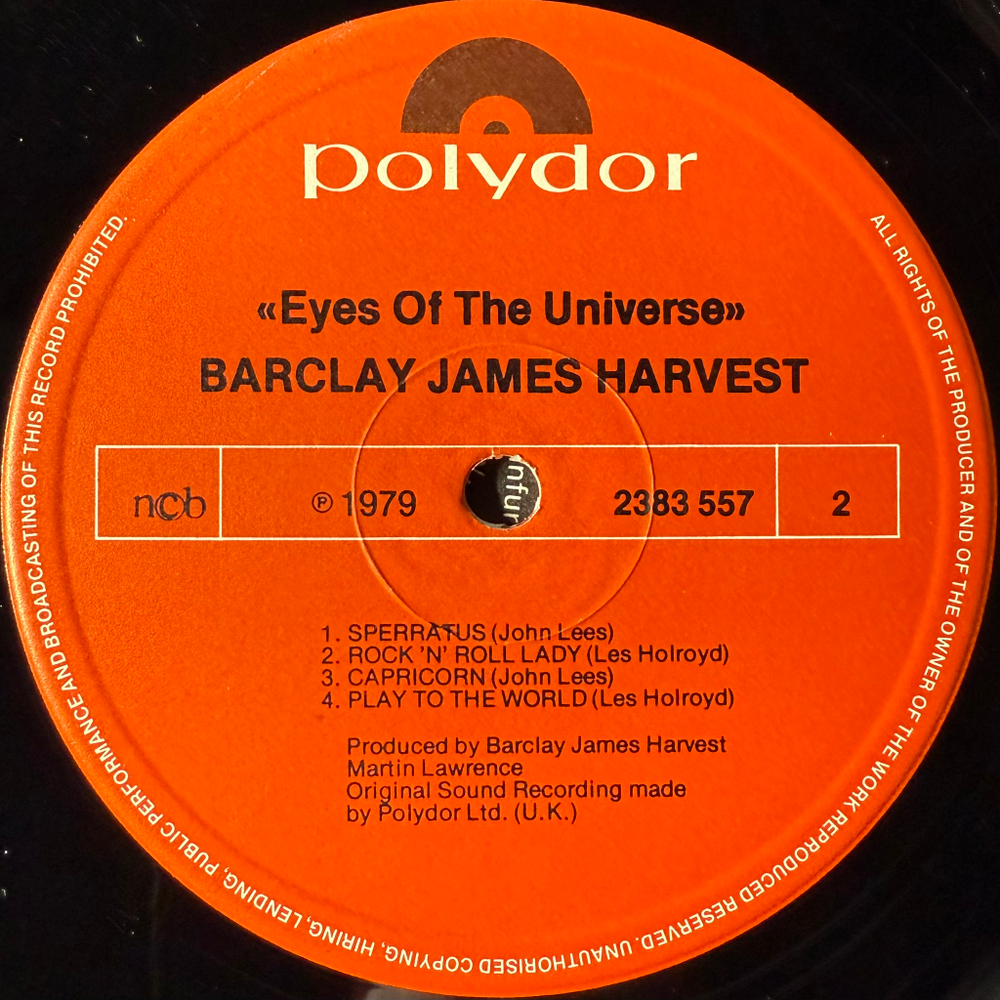 polydor
«Eyes Of The Universe»
BARCLAY JAMES HARVEST
ncb
℗ 1979
2383 557
2
nfur
1. SPERRATUS (John Lees)
2. ROCK 'N' ROLL LADY (Les Holroyd)
3. CAPRICORN (John Lees)
4. PLAY TO THE WORLD (Les Holroyd)
Produced by Barclay James Harvest
Martin Lawrence
Original Sound Recording made
by Polydor Ltd. (U.K.)
ALL RIGHTS OF THE PRODUCER AND OF THE OWNER OF THE WORK REPRODUCED RESERVED. UNAUTHORISED COPYING, HIRING, LENDING, PUBLIC PERFORMANCE AND BROADCASTING OF THIS RECORD PROHIBITED.